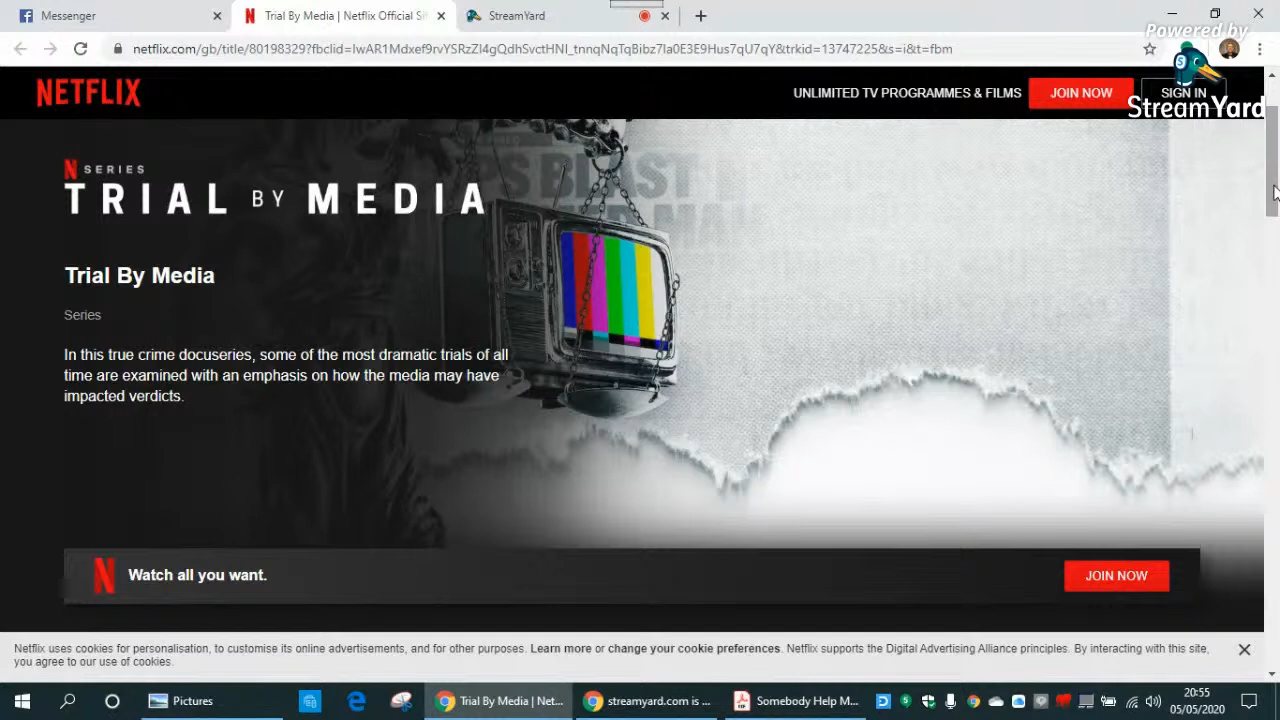 Messenger
Trial By Media | Netflix Official Si
StreamYard
netflix.com/gb/title/80198329?fbclid=IwAR1Mdxef9rvYSRzZI4gQdhSvctHNI_tnnqNqTqBibz7la0E3E9Hus7qU7qY&trkid=13747225&s=i&t=fbm
Powered by
StreamYard
NETFLIX
UNLIMITED TV PROGRAMMES & FILMS
JOIN NOW
SIGN IN
N SERIES
TRIAL BY MEDIA
BLAST
Trial By Media
Series
In this true crime docuseries, some of the most dramatic trials of all
time are examined with an emphasis on how the media may have
impacted verdicts.
Watch all you want.
JOIN NOW
Netflix uses cookies for personalisation, to customise its online advertisements, and for other purposes. Learn more or change your cookie preferences. Netflix supports the Digital Advertising Alliance principles. By interacting with this site,
you agree to our use of cookies.
Pictures
Trial By Media | Net...
streamyard.com is ...
Somebody Help M...
20:55
05/05/2020